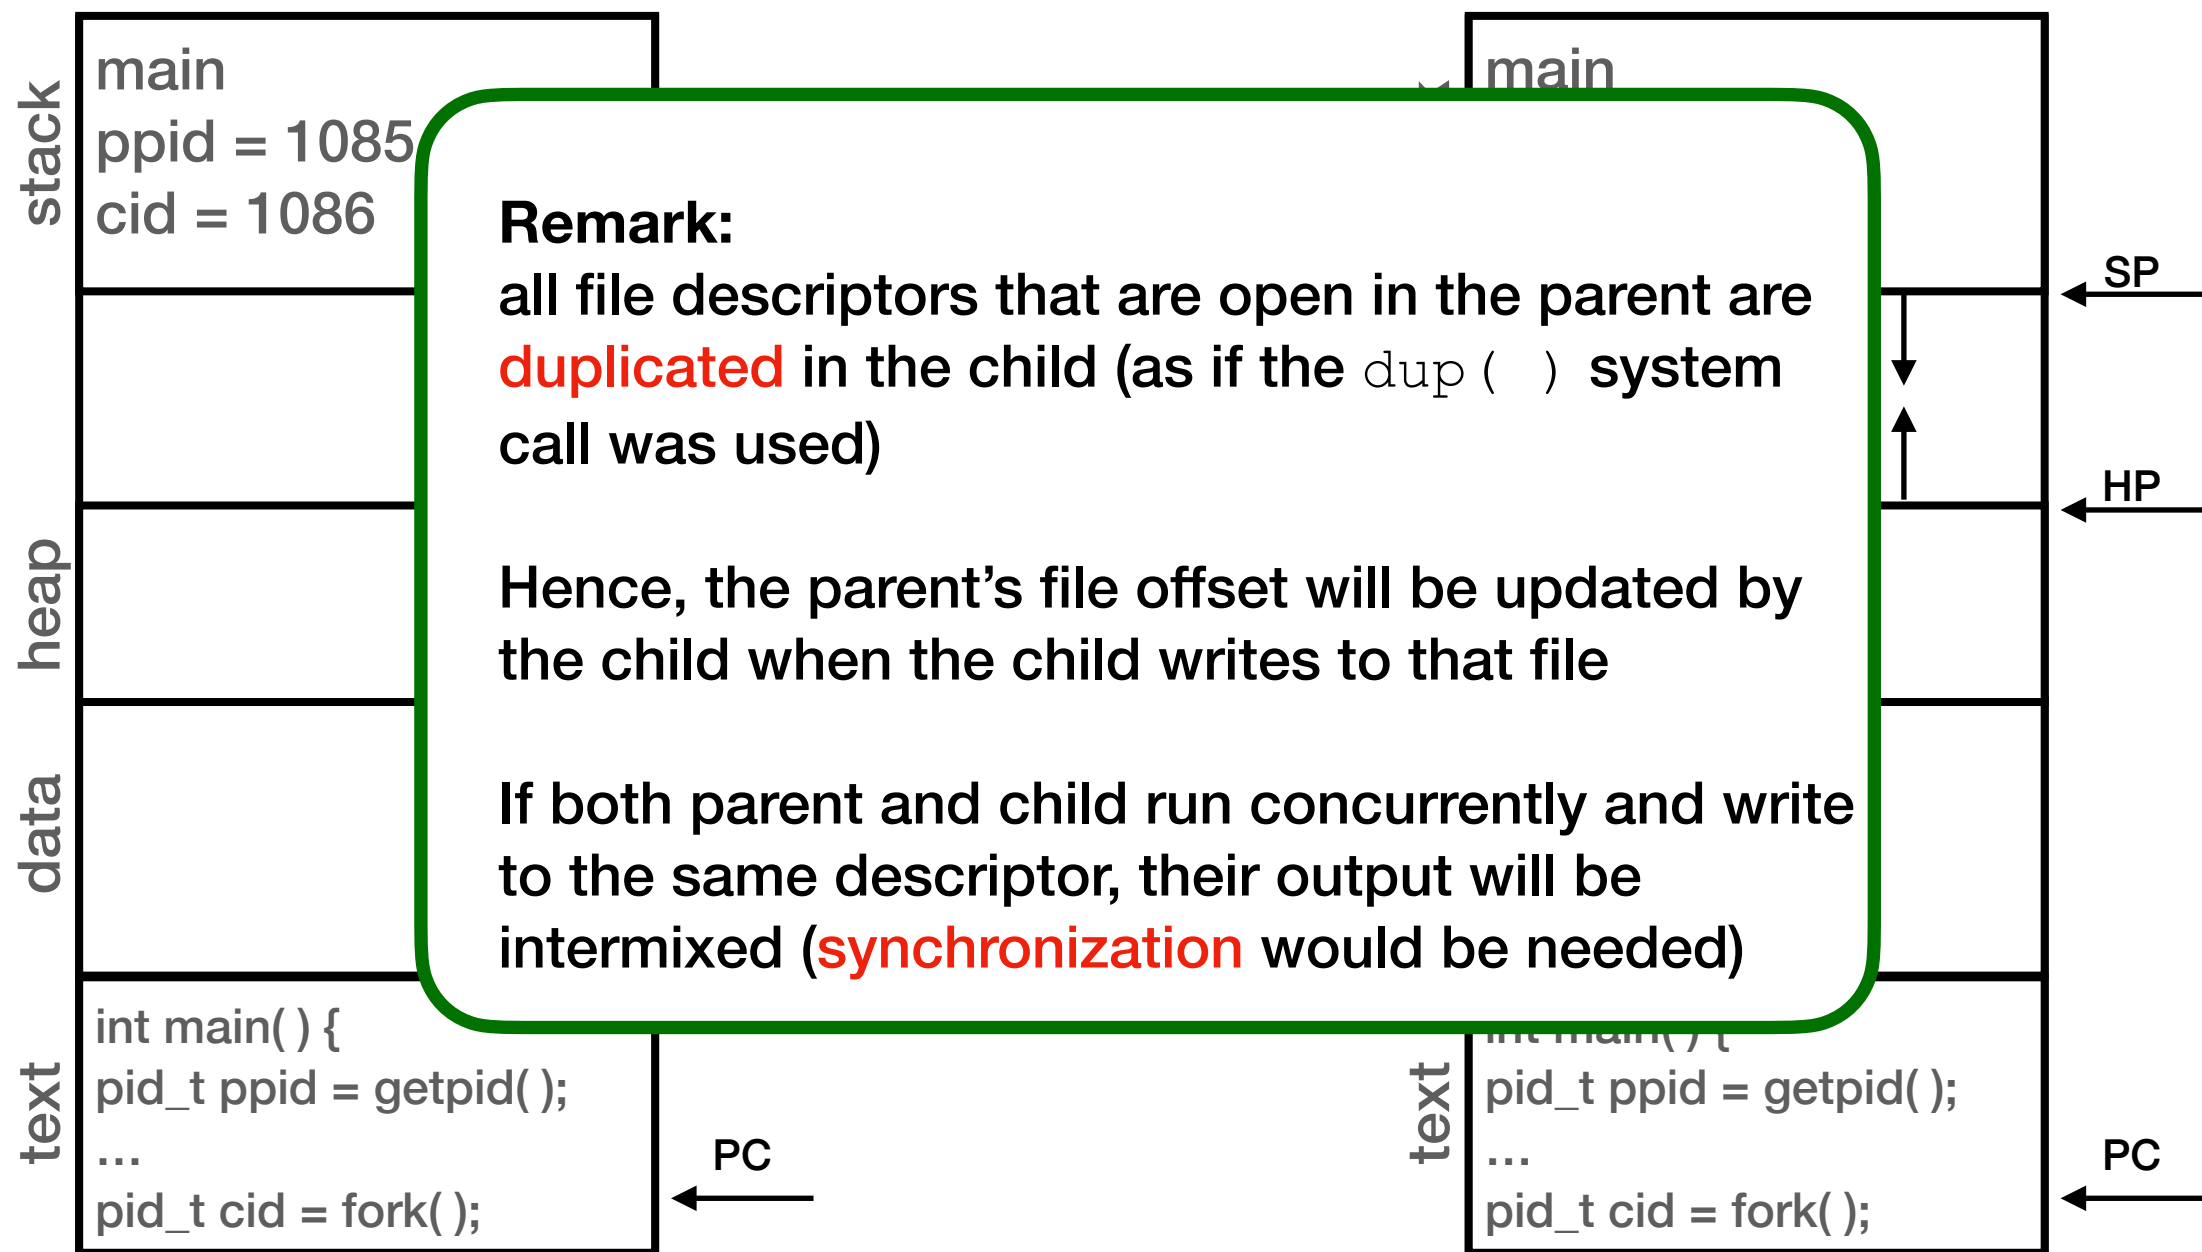 stack
main
ppid = 1085
cid = 1086
heap
data
text
int main( ) {
pid_t ppid = getpid( );
...
pid_t cid = fork( );
PC
Remark:
all file descriptors that are open in the parent are
duplicated in the child (as if the dup( ) system
call was used)
Hence, the parent’s file offset will be updated by
the child when the child writes to that file
If both parent and child run concurrently and write
to the same descriptor, their output will be
intermixed (synchronization would be needed)
main
SP
HP
text
int main( ) {
pid_t ppid = getpid( );
...
pid_t cid = fork( );
PC